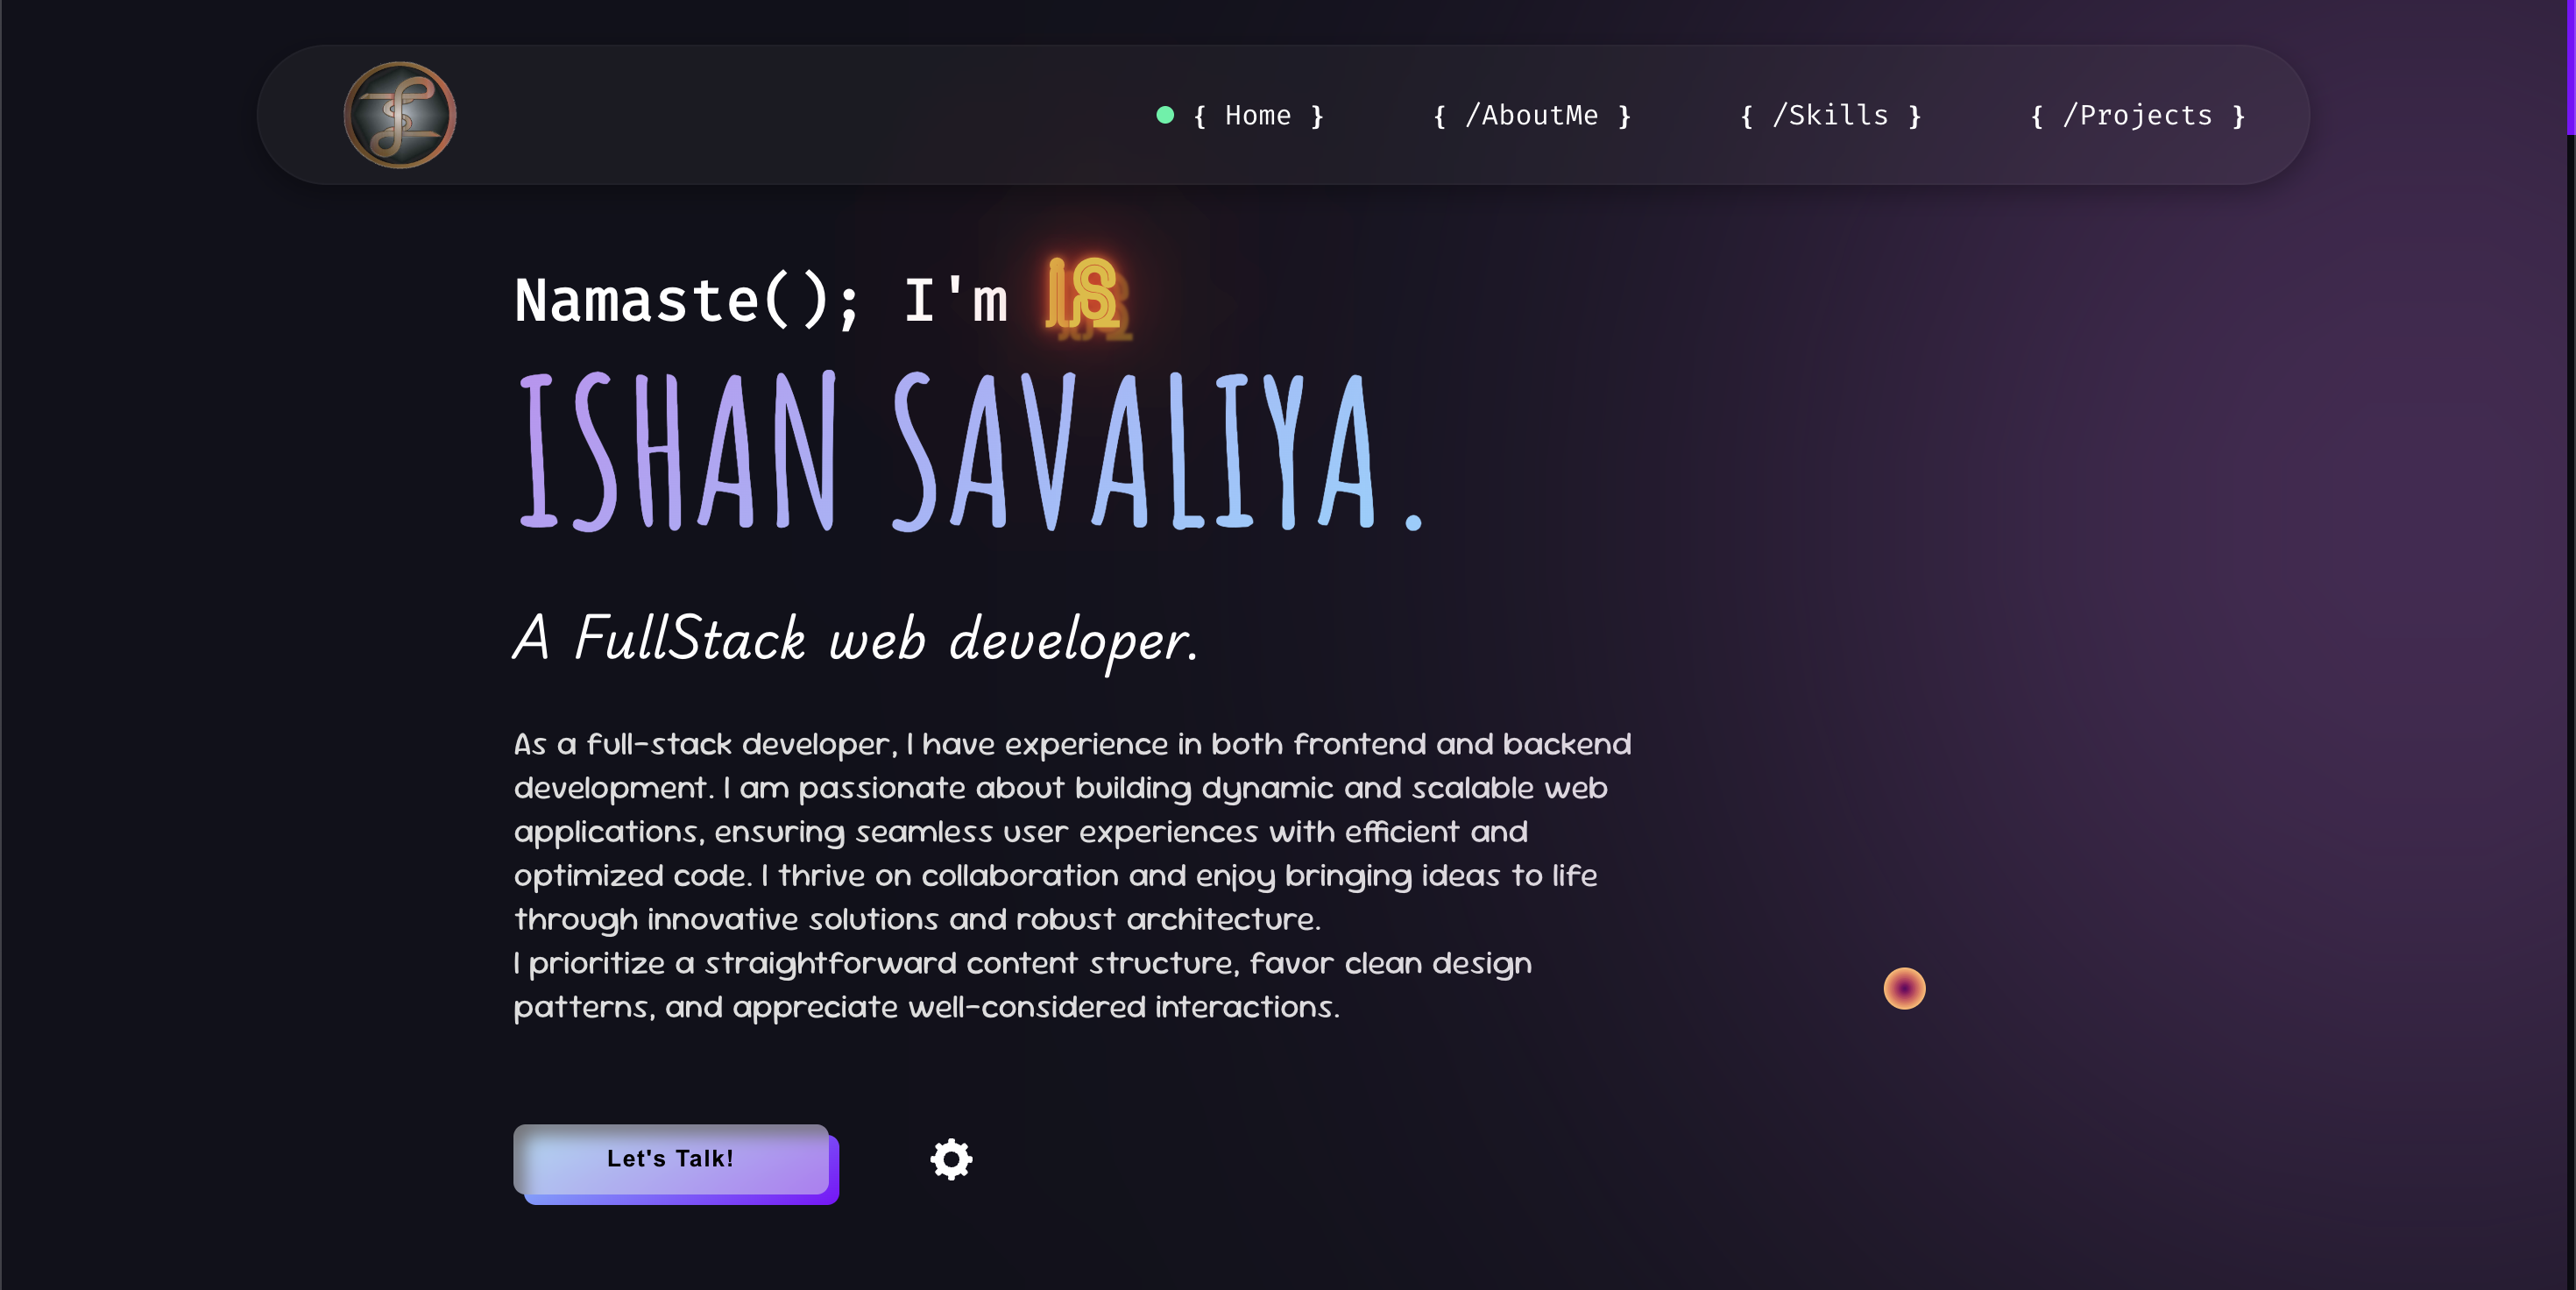 { Home } { /AboutMe } { /Skills } { /Projects }
Namaste(); I'm
ISHAN SAVALIYA.
A FullStack web developer.
As a full-stack developer, I have experience in both frontend and backend
development. I am passionate about building dynamic and scalable web
applications, ensuring seamless user experiences with efficient and
optimized code. I thrive on collaboration and enjoy bringing ideas to life
through innovative solutions and robust architecture.
I prioritize a straightforward content structure, favor clean design
patterns, and appreciate well-considered interactions.
Let's Talk!